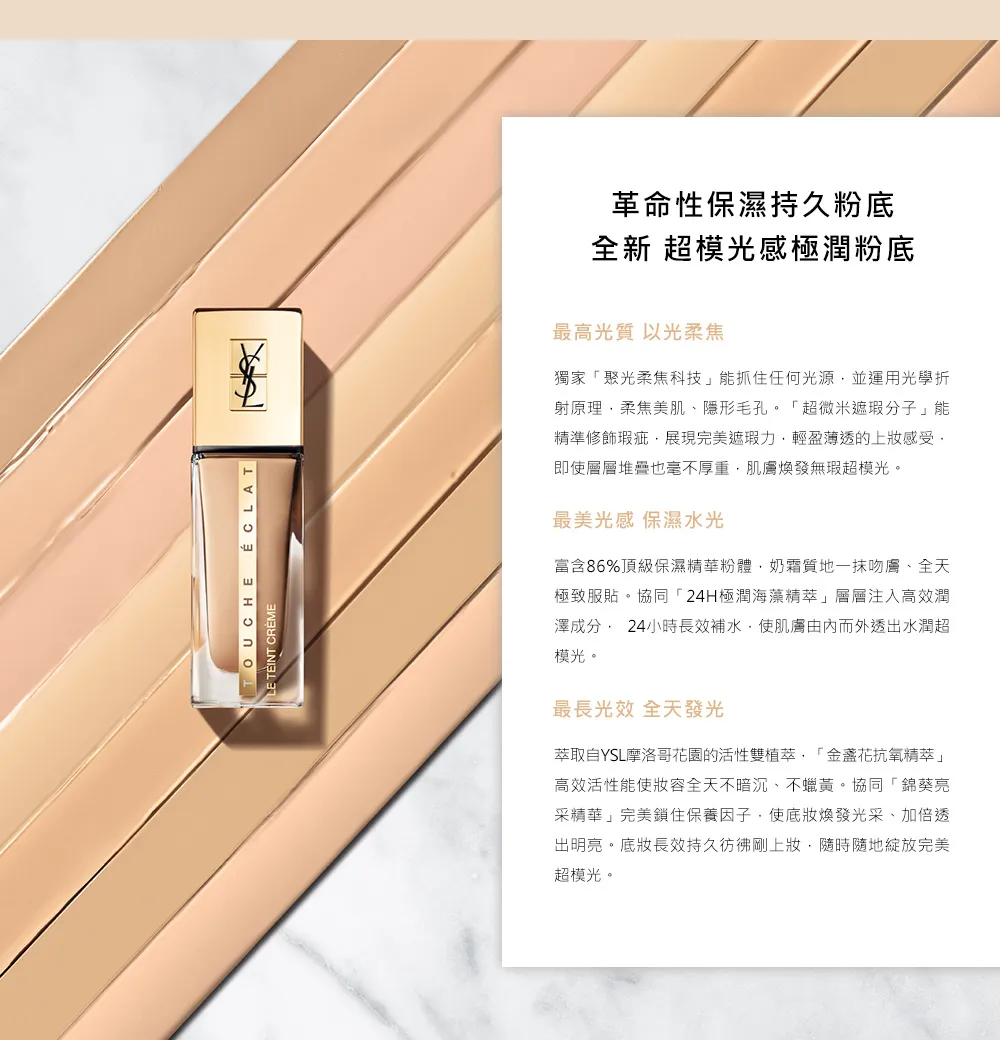 YSL
TOUCHE ÉCLAT
LE TEINT CRÈME
革命性保濕持久粉底
全新 超模光感極潤粉底
最高光質 以光柔焦
獨家「聚光柔焦科技」能抓住任何光源，並運用光學折
射原理，柔焦美肌、隱形毛孔。「超微米遮瑕分子」能
精準修飾瑕疵，展現完美遮瑕力，輕盈薄透的上妝感受，
即使層層堆疊也毫不厚重，肌膚煥發無瑕超模光。
最美光感 保濕水光
富含86%頂級保濕精華粉體，奶霜質地一抹吻膚、全天
極致服貼。協同「24H極潤海藻精萃」層層注入高效潤
澤成分， 24小時長效補水，使肌膚由內而外透出水潤超
模光。
最長光效 全天發光
萃取自YSL摩洛哥花園的活性雙植萃，「金盞花抗氧精萃」
高效活性能使妝容全天不暗沉、不蠟黃。協同「錦葵亮
采精華」完美鎖住保養因子，使底妝煥發光采、加倍透
出明亮。底妝長效持久彷彿剛上妝，隨時隨地綻放完美
超模光。